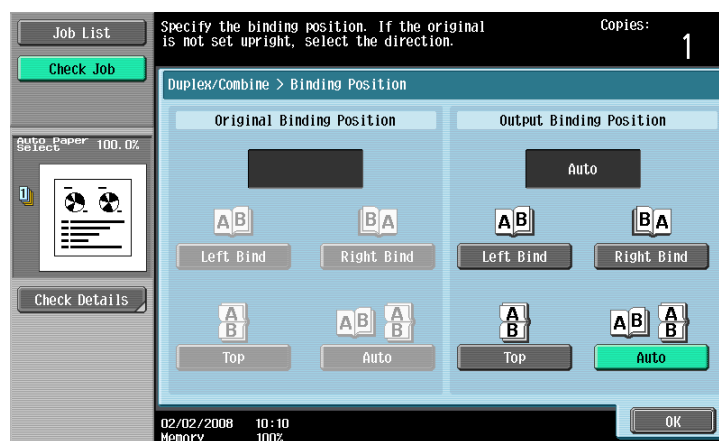 Job List
Check Job
Specify the binding position. If the original
is not set upright, select the direction.
Copies:
1
Duplex/Combine > Binding Position
Auto Paper
Select
100.0%
1
Check Details
Original Binding Position
A B
Left Bind
B A
Right Bind
A
B
Top
A B
A
B
Auto
Output Binding Position
Auto
A B
Left Bind
B A
Right Bind
A
B
Top
A B
A
B
Auto
02/02/2008 10:10
Memory 100%
OK